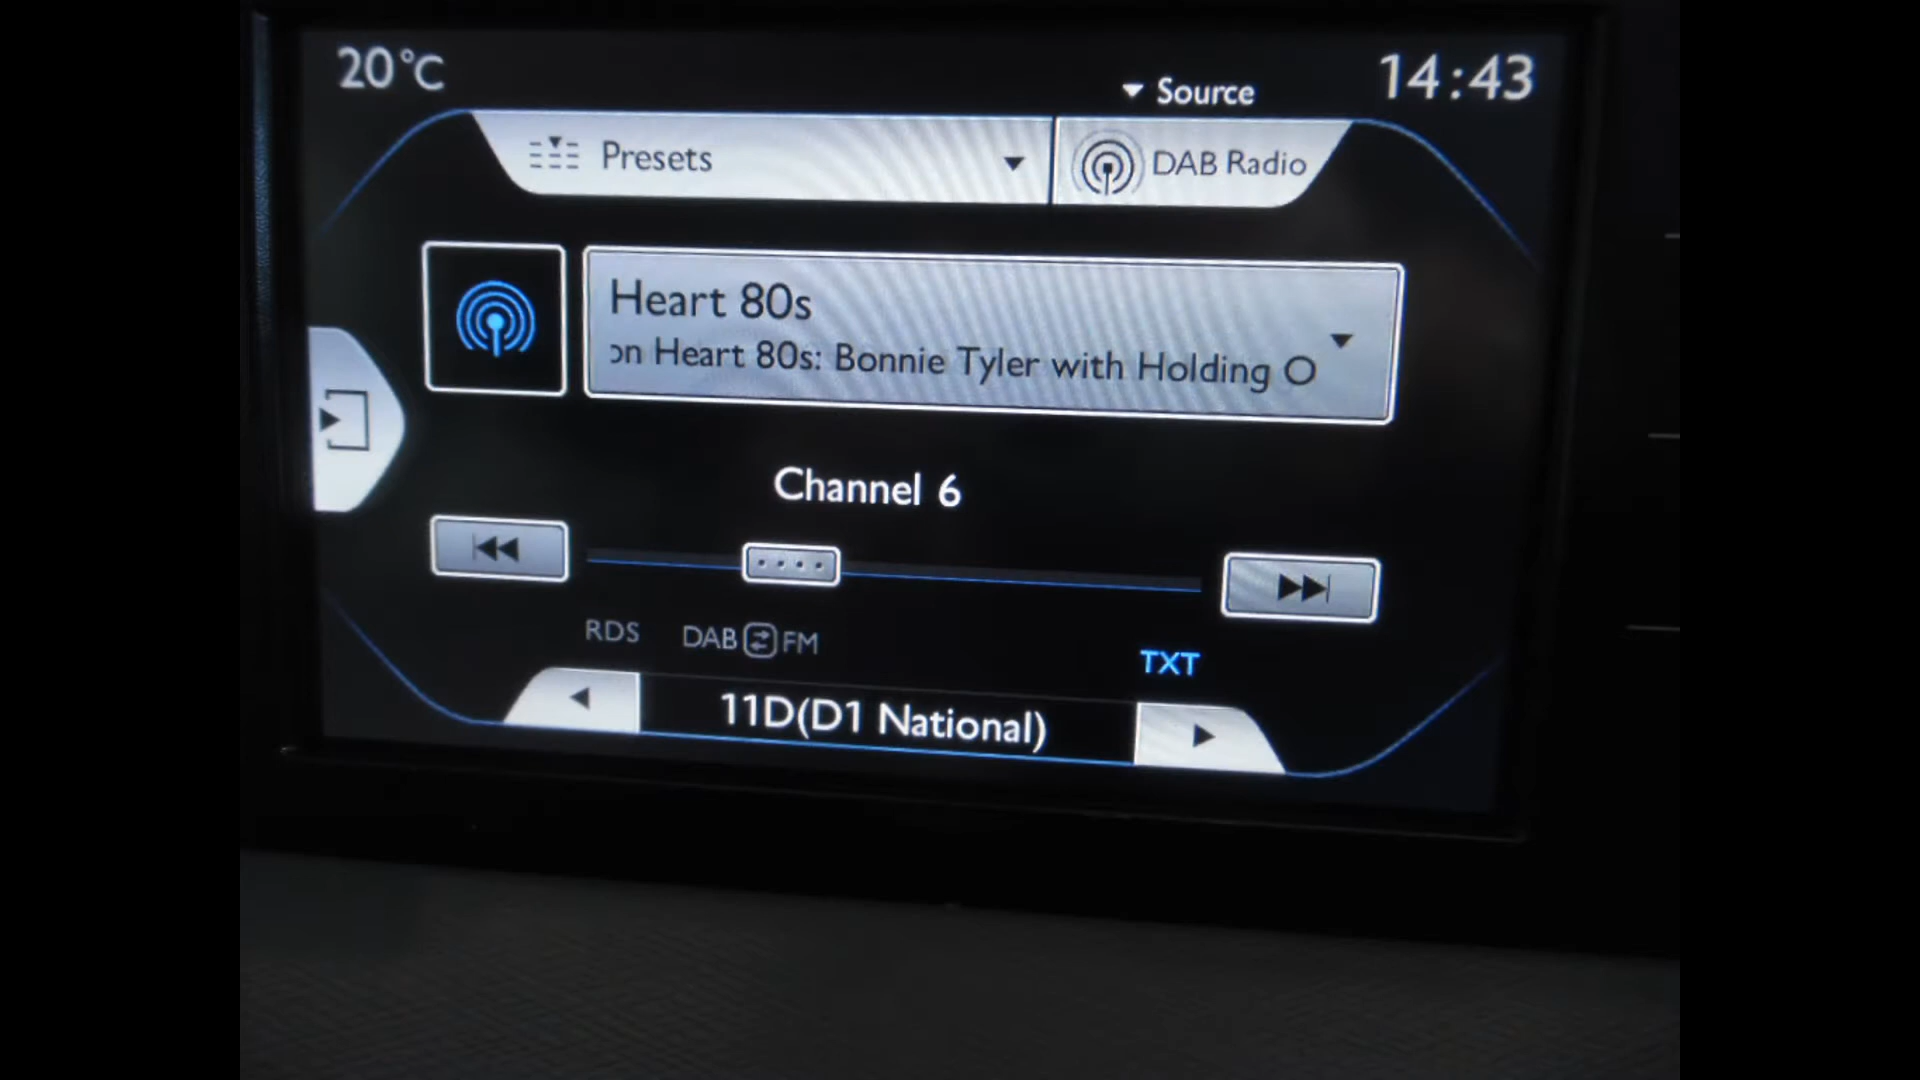 20°C
Source
14:43
Presets
DAB Radio
Heart 80s
on Heart 80s: Bonnie Tyler with Holding O
Channel 6
RDS
DAB FM
TXT
11D(D1 National)